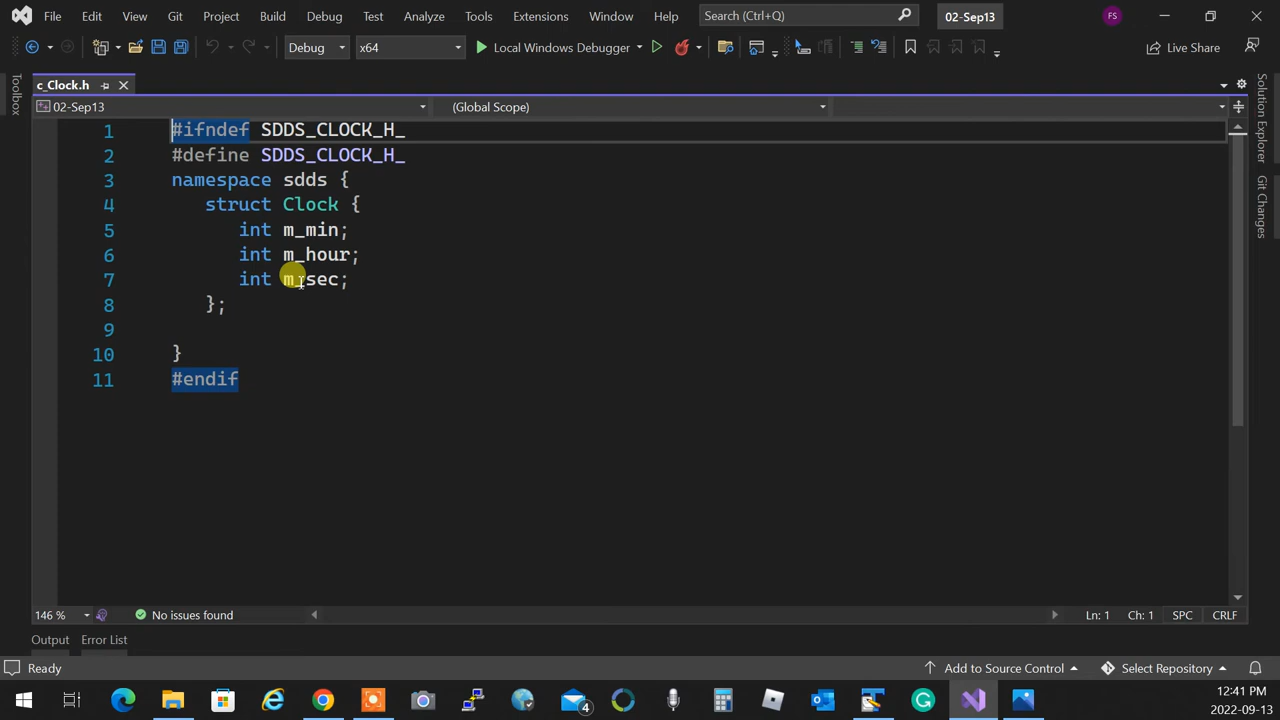 File Edit View Git Project Build Debug Test Analyze Tools Extensions Window Help Search (Ctrl+Q) 02-Sep13 FS
Debug x64 Local Windows Debugger Live Share
c_Clock.h
02-Sep13 (Global Scope)
Toolbox
Solution Explorer
Git Changes
1 #ifndef SDDS_CLOCK_H_
2 #define SDDS_CLOCK_H_
3 namespace sdds {
4 struct Clock {
5 int m_min;
6 int m_hour;
7 int m_sec;
8 };
9
10 }
11 #endif
146 % No issues found Ln: 1 Ch: 1 SPC CRLF
Output Error List
Ready Add to Source Control Select Repository
4
12:41 PM
2022-09-13